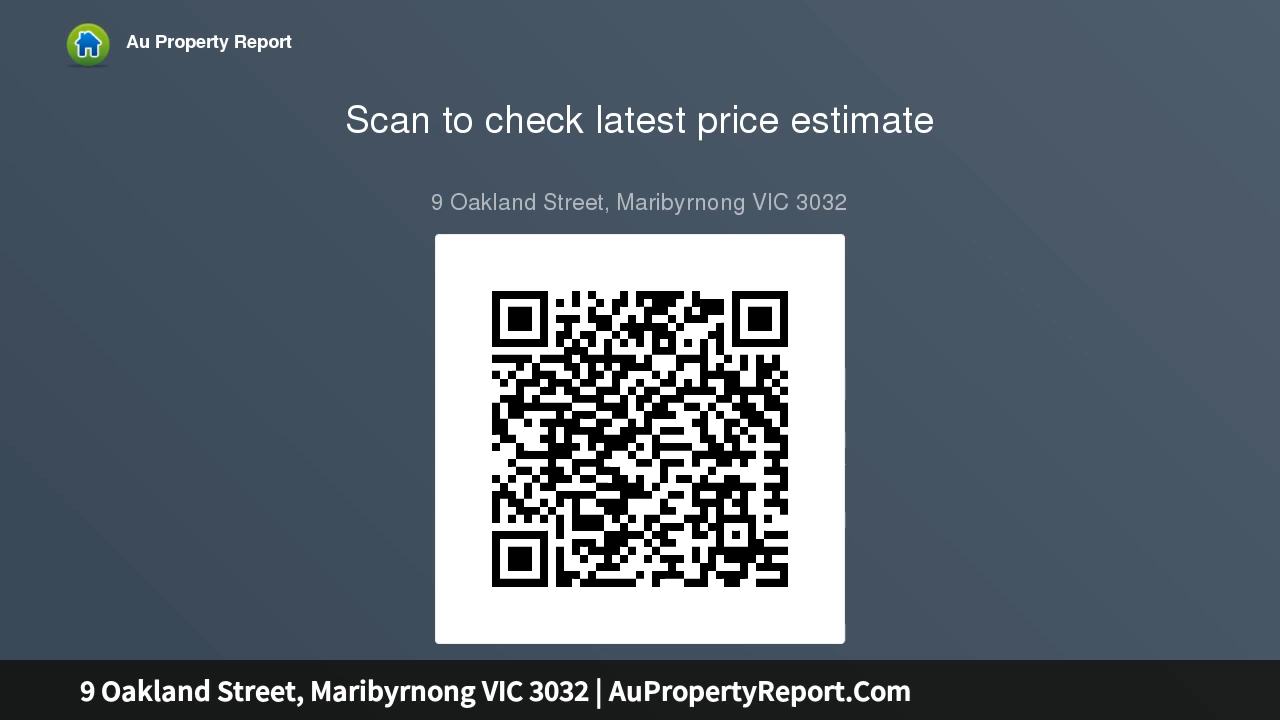 Au Property Report
Scan to check latest price estimate
9 Oakland Street, Maribyrnong VIC 3032
9 Oakland Street, Maribyrnong VIC 3032 | AuPropertyReport.Com